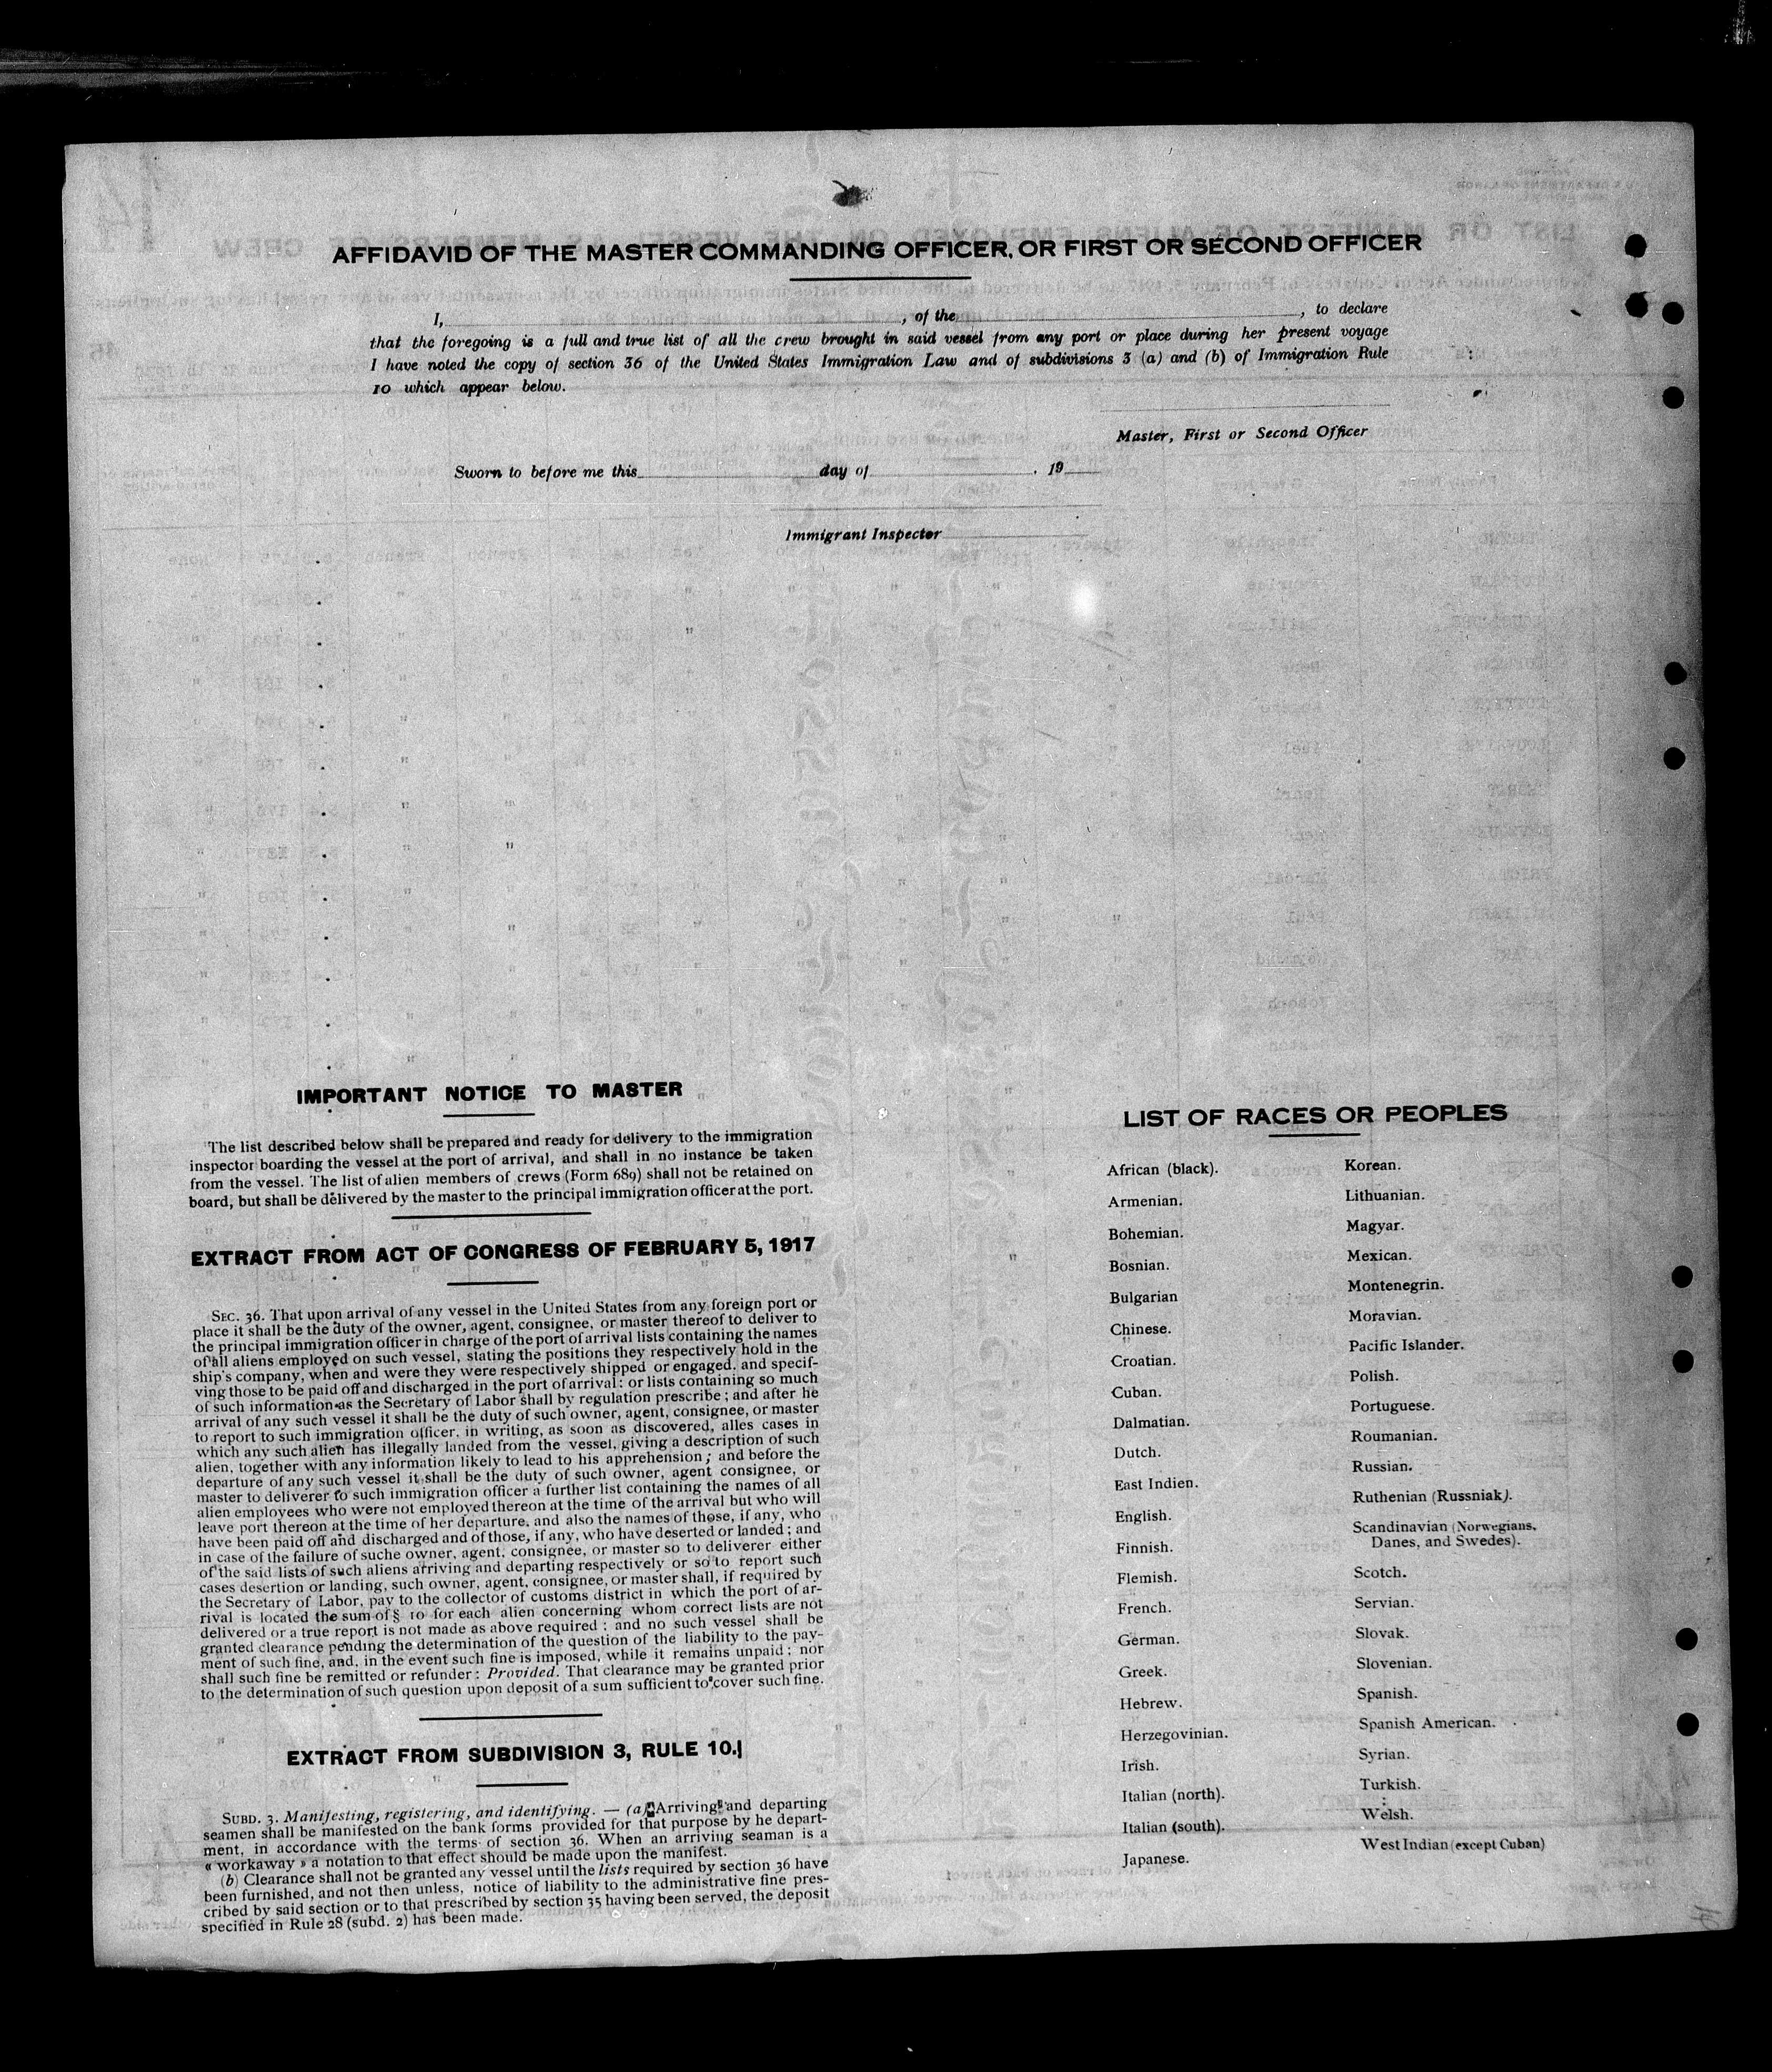 AFFIDAVID OF THE MASTER COMMANDING OFFICER, OR FIRST OR SECOND OFFICER
I, , of the , to declare
that the foregoing is a full and true list of all the crew brought in said vessel from any port or place during her present voyage
I have noted the copy of section 36 of the United States Immigration Law and of subdivisions 3 (a) and (b) of Immigration Rule
10 which appear below.
Master, First or Second Officer
Sworn to before me this day of . 19
Immigrant Inspector
IMPORTANT NOTICE TO MASTER
The list described below shall be prepared and ready for delivery to the immigration
inspector boarding the vessel at the port of arrival, and shall in no instance be taken
from the vessel. The list of alien members of crews (Form 689) shall not be retained on
board, but shall be delivered by the master to the principal immigration officer at the port.
EXTRACT FROM ACT OF CONGRESS OF FEBRUARY 5, 1917
SEC. 36. That upon arrival of any vessel in the United States from any foreign port or
place it shall be the duty of the owner, agent, consignee, or master thereof to deliver to
the principal immigration officer in charge of the port of arrival lists containing the names
of all aliens employed on such vessel, stating the positions they respectively hold in the
ship's company, when and were they were respectively shipped or engaged. and specif-
ving those to be paid off and discharged in the port of arrival: or lists containing so much
of such information as the Secretary of Labor shall by regulation prescribe; and after he
arrival of any such vessel it shall be the duty of such owner, agent, consignee, or master
to report to such immigration officer, in writing, as soon as discovered, alles cases in
which any such alien has illegally landed from the vessel, giving a description of such
alien, together with any information likely to lead to his apprehension; and before the
departure of any such vessel it shall be the duty of such owner, agent consignee, or
master to deliverer to such immigration officer a further list containing the names of all
alien employees who were not employed thereon at the time of the arrival but who will
leave port thereon at the time of her departure. and also the names of those, if any, who
have been paid off and discharged and of those, if any, who have deserted or landed; and
in case of the failure of suche owner, agent, consignee, or master so to deliverer either
of the said lists of such aliens arriving and departing respectively or so to report such
cases desertion or landing, such owner, agent, consignee, or master shall, if required by
the Secretary of Labor, pay to the collector of customs district in which the port of ar-
rival is located the sum of § 10 for each alien concerning whom correct lists are not
delivered or a true report is not made as above required; and no such vessel shall be
granted clearance pending the determination of the question of the liability to the pay-
ment of such fine, and, in the event such fine is imposed, while it remains unpaid; nor
shall such fine be remitted or refunder: Provided. That clearance may be granted prior
to the determination of such question upon deposit of a sum sufficient to cover such fine.
EXTRACT FROM SUBDIVISION 3, RULE 10.
SUBD. 3. Manifesting, registering, and identifying. — (a) Arriving and departing
seamen shall be manifested on the bank forms provided for that purpose by he depart-
ment, in accordance with the terms of section 36. When an arriving seaman is a
« workaway » a notation to that effect should be made upon the manifest.
(b) Clearance shall not be granted any vessel until the lists required by section 36 have
been furnished, and not then unless, notice of liability to the administrative fine pres-
cribed by said section or to that prescribed by section 35 having been served, the deposit
specified in Rule 28 (subd. 2) has been made.
LIST OF RACES OR PEOPLES
African (black).
Armenian.
Bohemian.
Bosnian.
Bulgarian
Chinese.
Croatian.
Cuban.
Dalmatian.
Dutch.
East Indien.
English.
Finnish.
Flemish.
French.
German.
Greek.
Hebrew.
Herzegovinian.
Irish.
Italian (north).
Italian (south).
Japanese.
Korean.
Lithuanian.
Magyar.
Mexican.
Montenegrin.
Moravian.
Pacific Islander.
Polish.
Portuguese.
Roumanian.
Russian.
Ruthenian (Russniak).
Scandinavian (Norwegians,
Danes, and Swedes).
Scotch.
Servian.
Slovak.
Slovenian.
Spanish.
Spanish American.
Syrian.
Turkish.
Welsh.
West Indian (except Cuban)